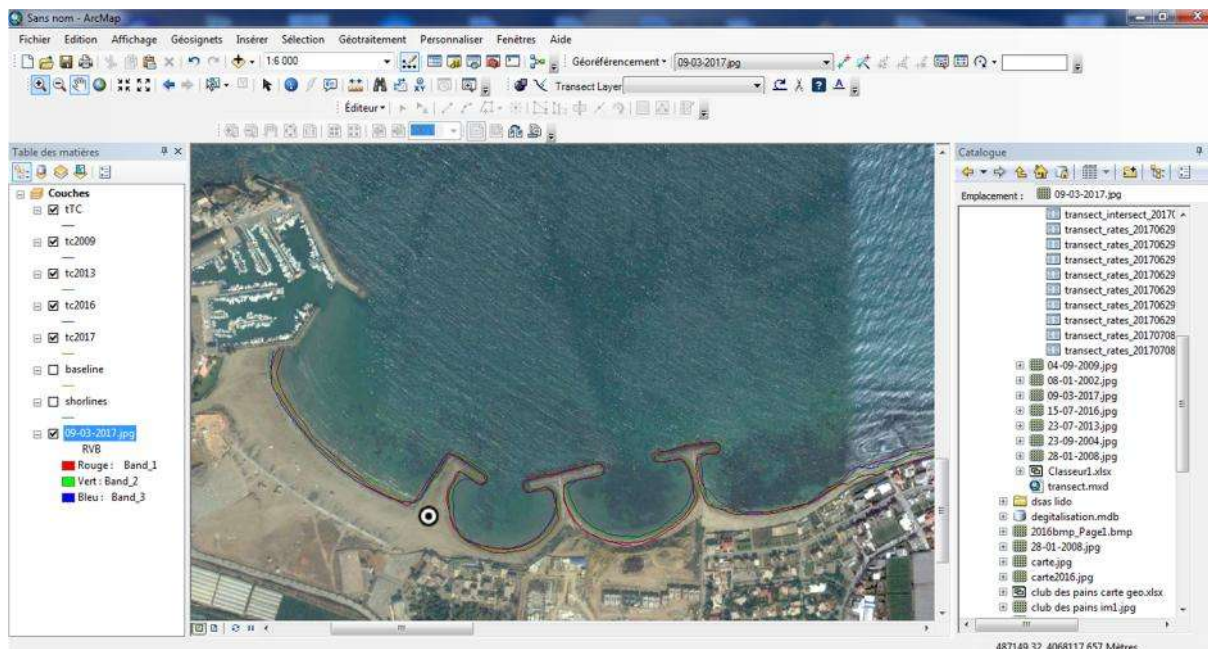 Sans nom - ArcMap
Fichier Edition Affichage Géosignets Insérer Sélection Géotraitement Personnaliser Fenêtres Aide
1:6 000 Géoréférencement 09-03-2017.jpg
Transect Layer
Éditeur
Table des matières
Couches
tTC
tc2009
tc2013
tc2016
tc2017
baseline
shorlines
09-03-2017.jpg
RVB
Rouge : Band_1
Vert : Band_2
Bleu : Band_3
Catalogue
Emplacement : 09-03-2017.jpg
transect_intersect_2017(
transect_rates_20170629
transect_rates_20170629
transect_rates_20170629
transect_rates_20170629
transect_rates_20170629
transect_rates_20170629
transect_rates_20170629
transect_rates_20170708
transect_rates_20170708
04-09-2009.jpg
08-01-2002.jpg
09-03-2017.jpg
15-07-2016.jpg
23-07-2013.jpg
23-09-2004.jpg
28-01-2008.jpg
Classeur1.xlsx
transect.mxd
dsas lido
degitalisation.mdb
2016bmp_Page1.bmp
28-01-2008.jpg
carte.jpg
carte2016.jpg
club des pains carte geo.xlsx
club des pains im1.jpg
487149,32 4068117,657 Mètres